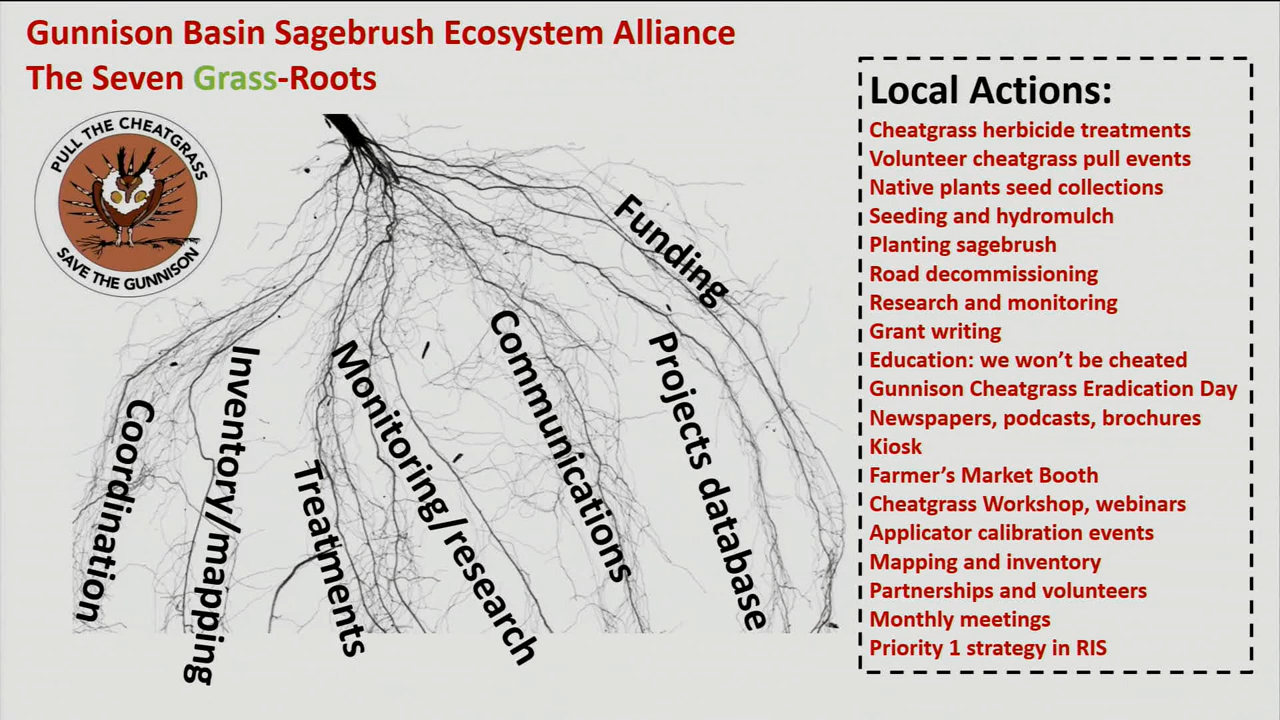 Gunnison Basin Sagebrush Ecosystem Alliance
The Seven Grass-Roots
PULL THE CHEATGRASS
SAVE THE GUNNISON
Coordination
Inventory/mapping
Treatments
Monitoring/research
Communications
Projects database
Funding
Local Actions:
Cheatgrass herbicide treatments
Volunteer cheatgrass pull events
Native plants seed collections
Seeding and hydromulch
Planting sagebrush
Road decommissioning
Research and monitoring
Grant writing
Education: we won’t be cheated
Gunnison Cheatgrass Eradication Day
Newspapers, podcasts, brochures
Kiosk
Farmer’s Market Booth
Cheatgrass Workshop, webinars
Applicator calibration events
Mapping and inventory
Partnerships and volunteers
Monthly meetings
Priority 1 strategy in RIS